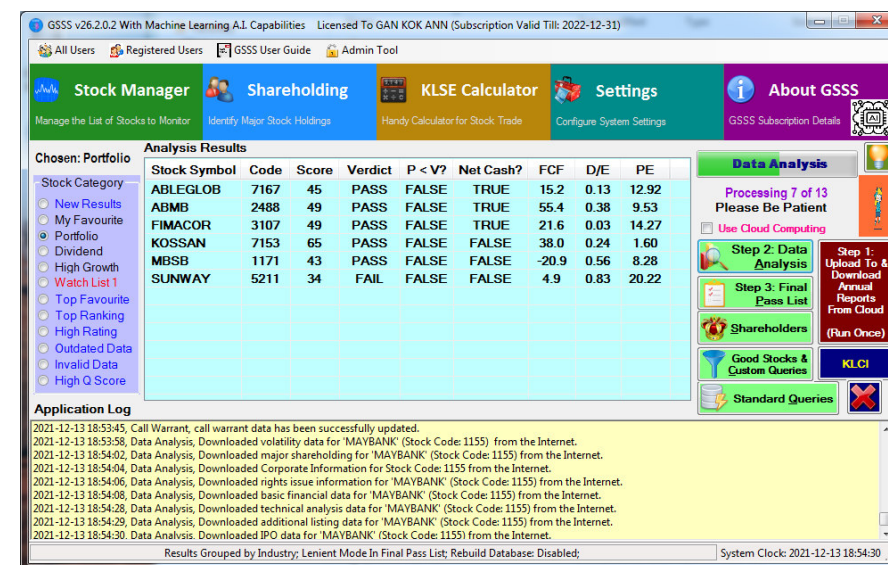 GSSS v26.2.0.2 With Machine Learning A.I. Capabilities Licensed To GAN KOK ANN (Subscription Valid Till: 2022-12-31)
All Users Registered Users GSSS User Guide Admin Tool
Stock Manager
Manage the List of Stocks to Monitor
Shareholding
Identify Major Stock Holdings
KLSE Calculator
Handy Calculator for Stock Trade
Settings
Configure System Settings
About GSSS
GSSS Subscription Details
AI
Chosen: Portfolio
Stock Category
New Results
My Favourite
Portfolio
Dividend
High Growth
Watch List 1
Top Favourite
Top Ranking
High Rating
Outdated Data
Invalid Data
High Q Score
Analysis Results
Stock Symbol Code Score Verdict P < V? Net Cash? FCF D/E PE
ABLEGLOB 7167 45 PASS FALSE TRUE 15.2 0.13 12.92
ABMB 2488 49 PASS FALSE TRUE 55.4 0.38 9.53
FIMACOR 3107 49 PASS FALSE TRUE 21.6 0.03 14.27
KOSSAN 7153 65 PASS FALSE FALSE 38.0 0.24 1.60
MBSB 1171 43 PASS FALSE FALSE -20.9 0.56 8.28
SUNWAY 5211 34 FAIL FALSE FALSE 4.9 0.83 20.22
Data Analysis
Processing 7 of 13
Please Be Patient
Use Cloud Computing
Step 2: Data
Analysis
Step 3: Final
Pass List
Shareholders
Good Stocks &
Custom Queries
Standard Queries
Step 1:
Upload To &
Download
Annual
Reports
From Cloud
(Run Once)
KLCI
Application Log
2021-12-13 18:53:45, Call Warrant, call warrant data has been successfully updated.
2021-12-13 18:53:58, Data Analysis, Downloaded volatility data for 'MAYBANK' (Stock Code: 1155) from the Internet.
2021-12-13 18:54:02, Data Analysis, Downloaded major shareholding for 'MAYBANK' (Stock Code: 1155) from the Internet.
2021-12-13 18:54:04, Data Analysis, Downloaded Corporate Information for Stock Code: 1155 from the Internet.
2021-12-13 18:54:06, Data Analysis, Downloaded rights issue information for 'MAYBANK' (Stock Code: 1155) from the Internet.
2021-12-13 18:54:08, Data Analysis, Downloaded basic financial data for 'MAYBANK' (Stock Code: 1155) from the Internet.
2021-12-13 18:54:28, Data Analysis, Downloaded technical analysis data for 'MAYBANK' (Stock Code: 1155) from the Internet.
2021-12-13 18:54:29, Data Analysis, Downloaded additional listing data for 'MAYBANK' (Stock Code: 1155) from the Internet.
2021-12-13 18:54:30, Data Analysis, Downloaded IPO data for 'MAYBANK' (Stock Code: 1155) from the Internet.
Results Grouped by Industry; Lenient Mode In Final Pass List; Rebuild Database: Disabled;
System Clock: 2021-12-13 18:54:30